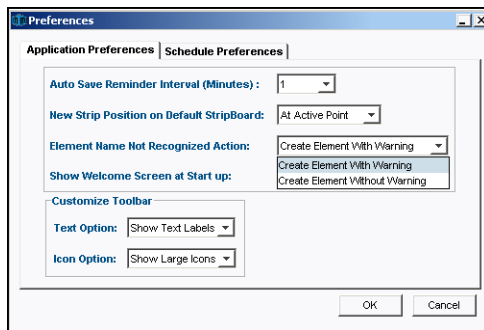 Preferences
Application Preferences Schedule Preferences
Auto Save Reminder Interval (Minutes) : 1
New Strip Position on Default StripBoard: At Active Point
Element Name Not Recognized Action: Create Element With Warning
Create Element With Warning
Show Welcome Screen at Start up: Create Element Without Warning
Customize Toolbar
Text Option: Show Text Labels
Icon Option: Show Large Icons
OK Cancel